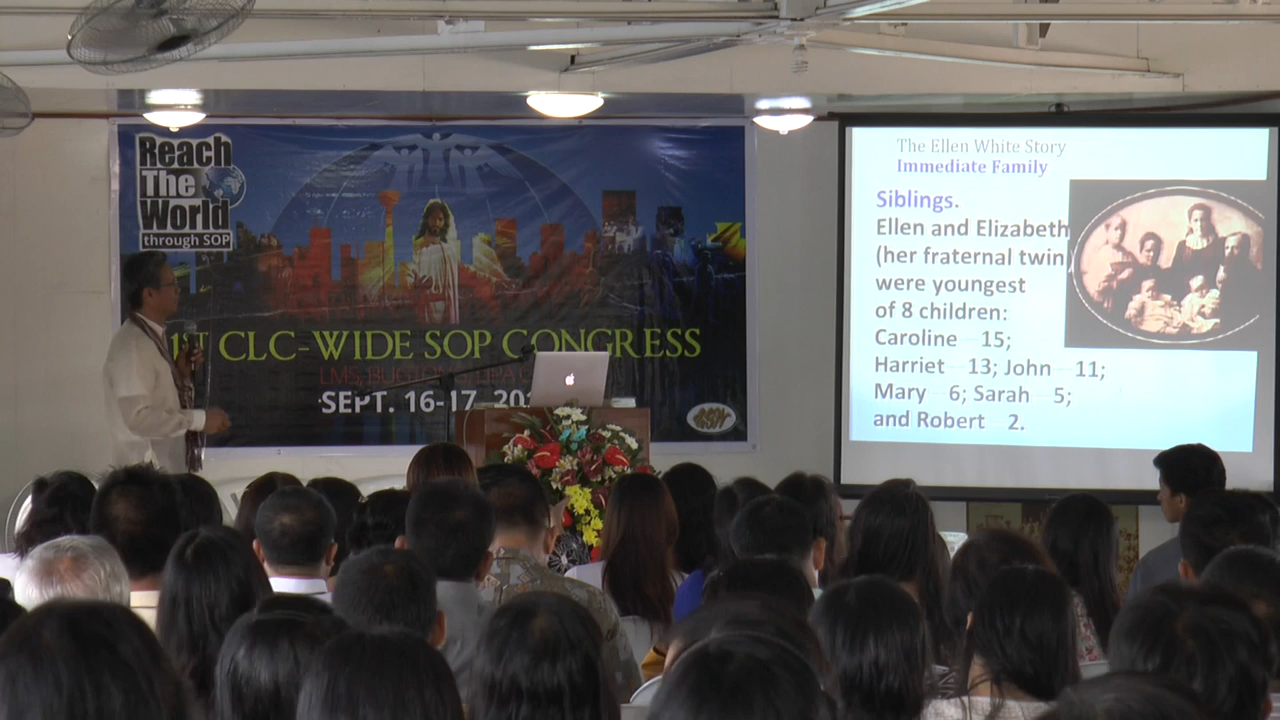 Reach
The
World
through SOP
1ST CLC-WIDE SOP CONGRESS
SEPT. 16-17, 20
The Ellen White Story
Immediate Family
Siblings.
Ellen and Elizabeth
(her fraternal twin
were youngest
of 8 children:
Caroline 15;
Harriet 13; John 11;
Mary 6; Sarah 5;
and Robert 2.